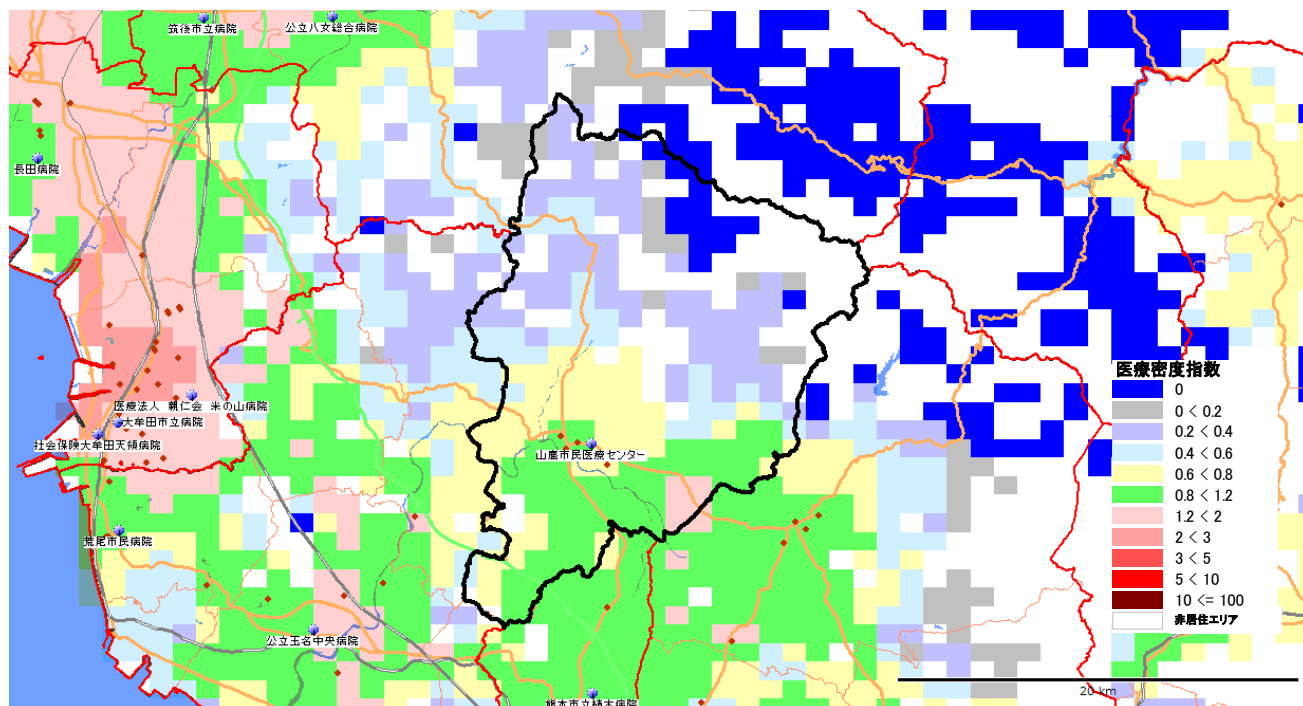 筑後市立病院
公立八女総合病院
長田病院
医療法人 親仁会 米の山病院
大牟田市立病院
社会保険大牟田天領病院
山鹿市民医療センター
荒尾市民病院
公立玉名中央病院
熊本市立植木病院
医療密度指数
0
0 < 0.2
0.2 < 0.4
0.4 < 0.6
0.6 < 0.8
0.8 < 1.2
1.2 < 2
2 < 3
3 < 5
5 < 10
10 <= 100
非居住エリア
20 km